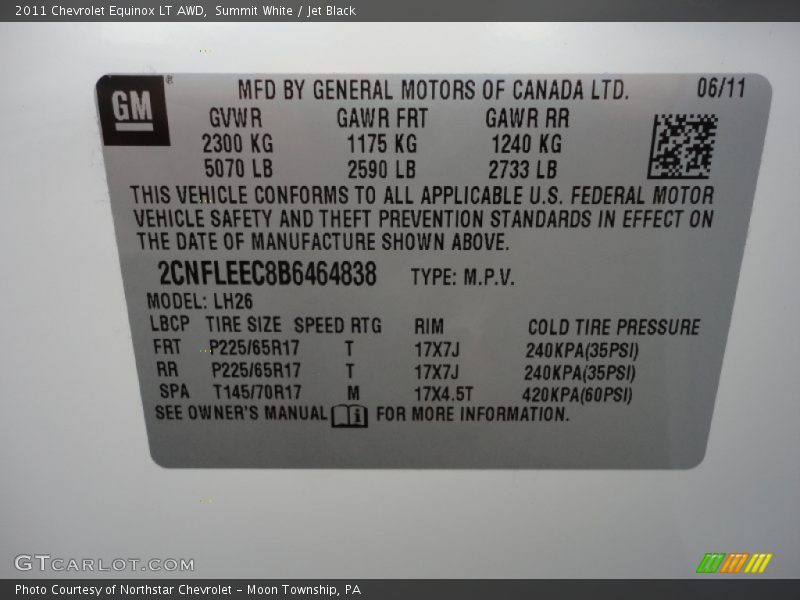 2011 Chevrolet Equinox LT AWD,  Summit White / Jet Black
GM ®
MFD BY GENERAL MOTORS OF CANADA LTD. 06/11
GVWR GAWR FRT GAWR RR
2300 KG 1175 KG 1240 KG
5070 LB 2590 LB 2733 LB
THIS VEHICLE CONFORMS TO ALL APPLICABLE U.S. FEDERAL MOTOR
VEHICLE SAFETY AND THEFT PREVENTION STANDARDS IN EFFECT ON
THE DATE OF MANUFACTURE SHOWN ABOVE.
2CNFLEEC8B6464838 TYPE: M.P.V.
MODEL: LH26
LBCP TIRE SIZE SPEED RTG RIM COLD TIRE PRESSURE
FRT P225/65R17 T 17X7J 240KPA(35PSI)
RR P225/65R17 T 17X7J 240KPA(35PSI)
SPA T145/70R17 M 17X4.5T 420KPA(60PSI)
SEE OWNER'S MANUAL i FOR MORE INFORMATION.
GTCARLOT.COM
Photo Courtesy of Northstar Chevrolet - Moon Township, PA